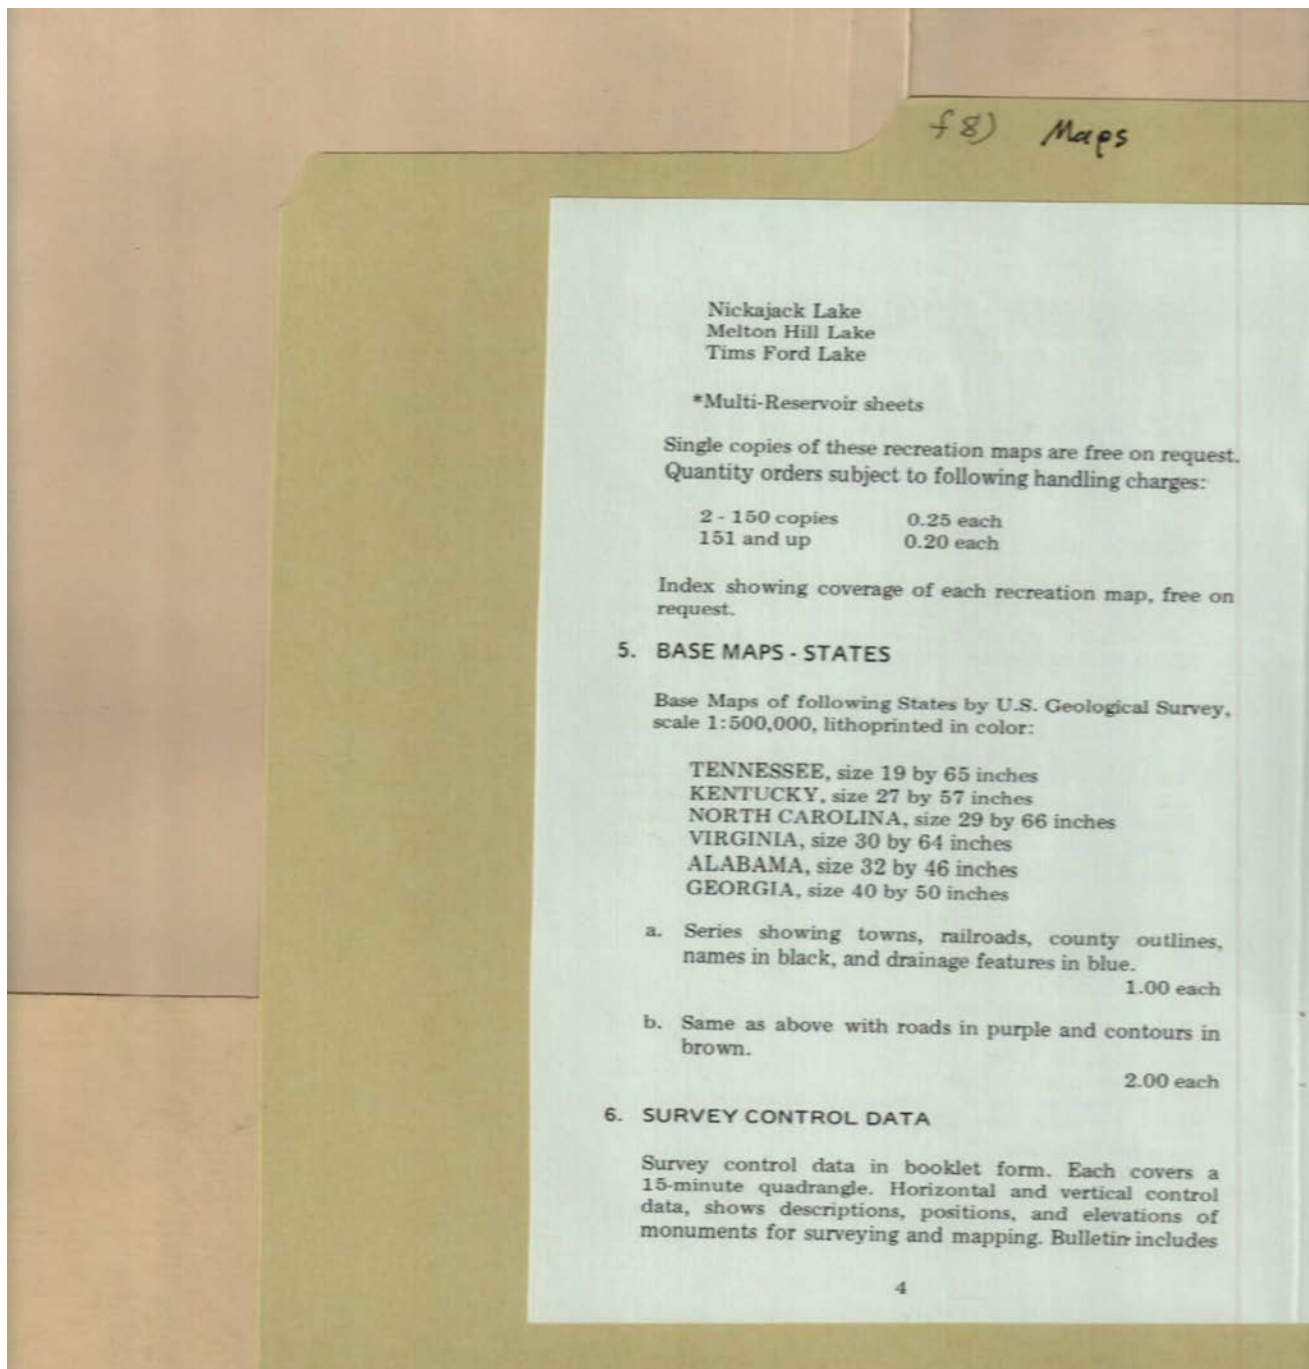 f 8) Maps
Nickajack Lake
Melton Hill Lake
Tims Ford Lake
*Multi-Reservoir sheets
Single copies of these recreation maps are free on request.
Quantity orders subject to following handling charges:
2 - 150 copies 0.25 each
151 and up 0.20 each
Index showing coverage of each recreation map, free on
request.
5. BASE MAPS - STATES
Base Maps of following States by U.S. Geological Survey,
scale 1:500,000, lithoprinted in color:
TENNESSEE, size 19 by 65 inches
KENTUCKY, size 27 by 57 inches
NORTH CAROLINA, size 29 by 66 inches
VIRGINIA, size 30 by 64 inches
ALABAMA, size 32 by 46 inches
GEORGIA, size 40 by 50 inches
a. Series showing towns, railroads, county outlines,
names in black, and drainage features in blue.
1.00 each
b. Same as above with roads in purple and contours in
brown.
2.00 each
6. SURVEY CONTROL DATA
Survey control data in booklet form. Each covers a
15-minute quadrangle. Horizontal and vertical control
data, shows descriptions, positions, and elevations of
monuments for surveying and mapping. Bulletin includes
4